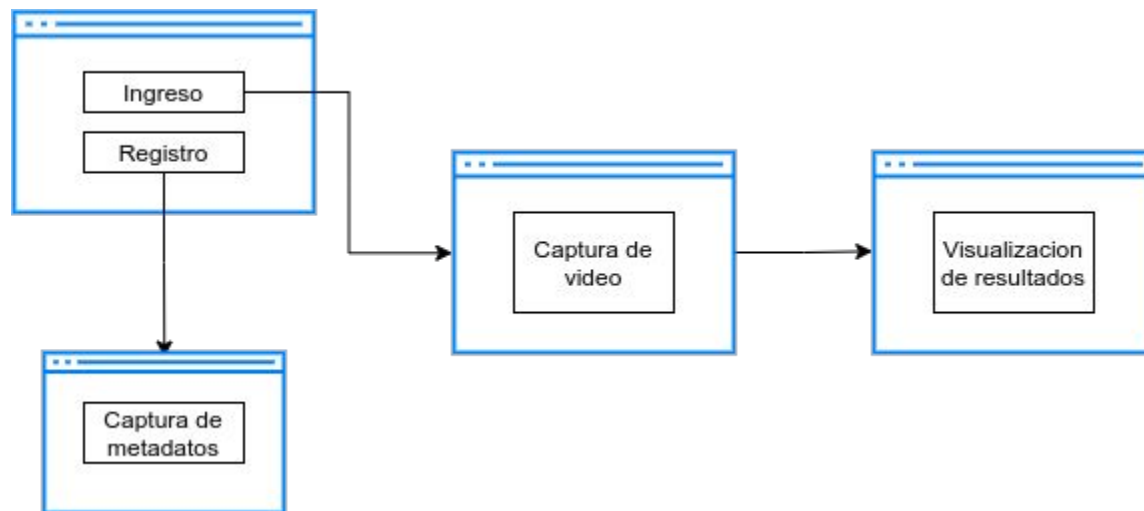 Ingreso
Registro
Captura de
video
Visualizacion
de resultados
Captura de
metadatos